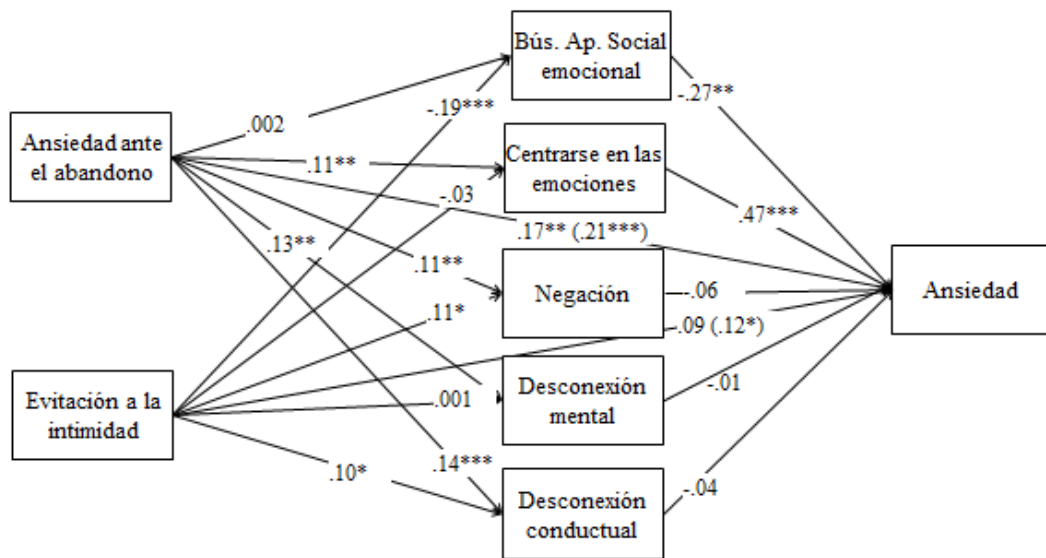 Bús. Ap. Social
emocional
-.27**
-.19***
.002
Ansiedad ante
el abandono
Centrarse en las
emociones
.11**
-.03
.47***
.17** (.21***)
.13**
.11**
Negación
-.06
Ansiedad
.11*
.09 (.12*)
Evitación a la
intimidad
.001
Desconexión
mental
-.01
.14***
.10*
Desconexión
conductual
-.04